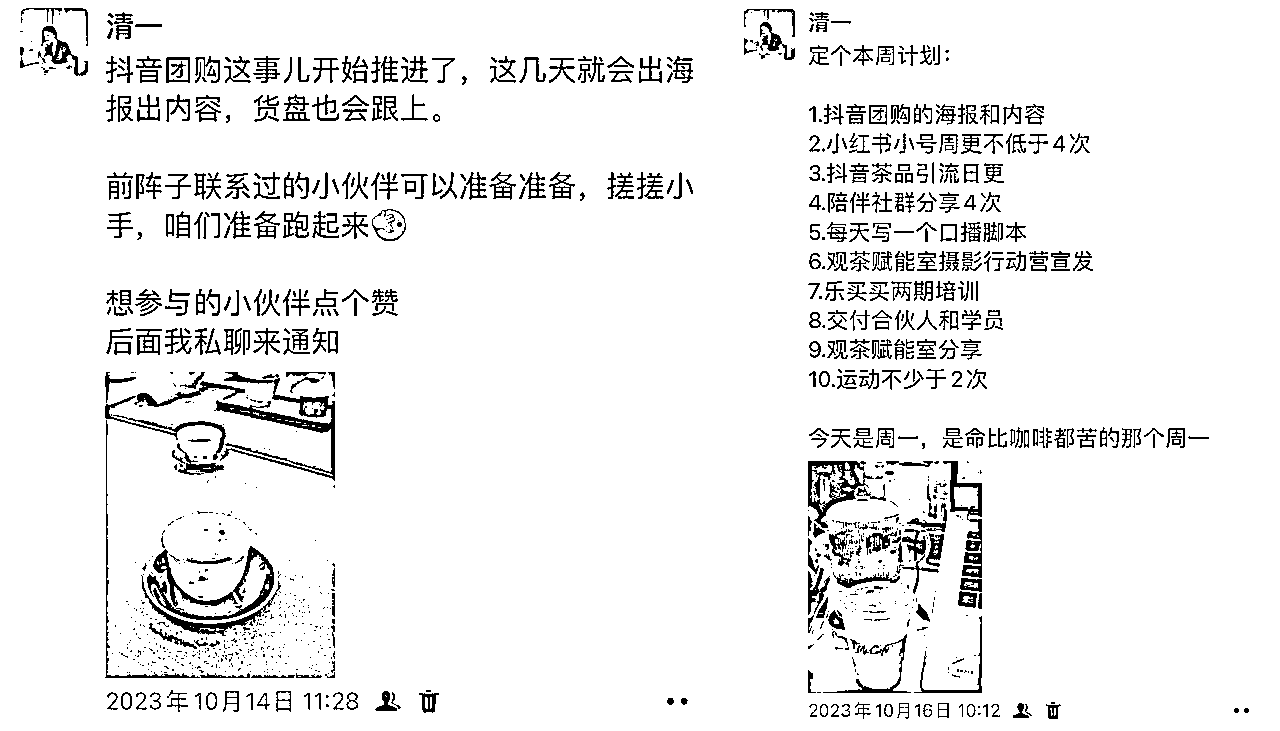 清一
抖音团购这事儿开始推进了，这几天就会出海
报出内容，货盘也会跟上。
前阵子联系过的小伙伴可以准备准备，搓搓小
手，咱们准备跑起来
想参与的小伙伴点个赞
后面我私聊来通知
2023年10月14日 11:28
清一
定个本周计划：
1.抖音团购的海报和内容
2.小红书小号周更不低于4次
3.抖音茶品引流日更
4.陪伴社群分享4次
5.每天写一个口播脚本
6.观茶赋能室摄影行动营宣发
7.乐买买两期培训
8.交付合伙人和学员
9.观茶赋能室分享
10.运动不少于2次
今天是周一，是命比咖啡都苦的那个周一
McCafé
2023年10月16日 10:12